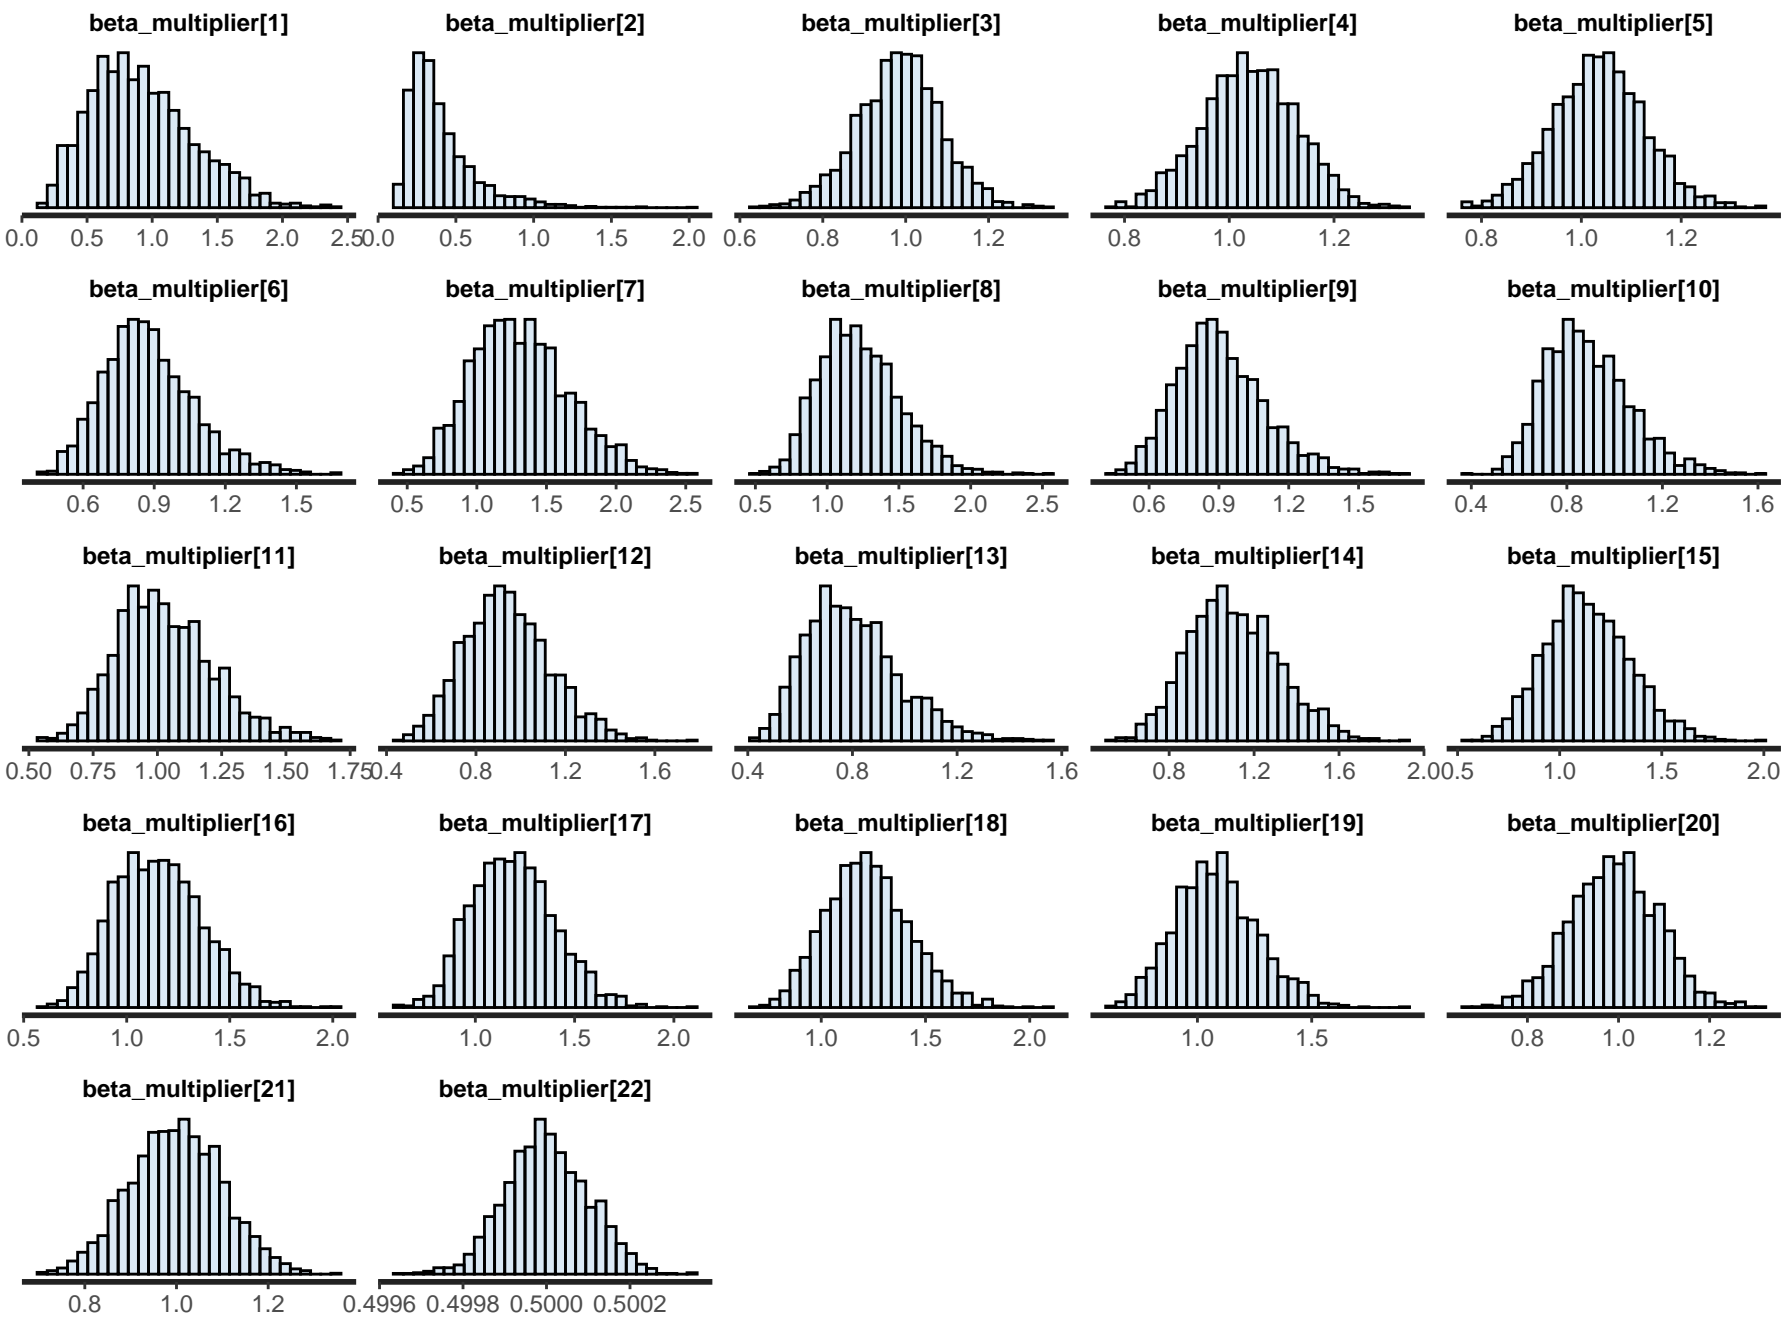 beta_multiplier[1] beta_multiplier[2] beta_multiplier[3] beta_multiplier[4] beta_multiplier[5]
0.0 0.5 1.0 1.5 2.0 2.5 0.0 0.5 1.0 1.5 2.0 0.6 0.8 1.0 1.2 0.8 1.0 1.2 0.8 1.0 1.2
beta_multiplier[6] beta_multiplier[7] beta_multiplier[8] beta_multiplier[9] beta_multiplier[10]
0.6 0.9 1.2 1.5 0.5 1.0 1.5 2.0 2.5 0.5 1.0 1.5 2.0 2.5 0.6 0.9 1.2 1.5 0.4 0.8 1.2 1.6
beta_multiplier[11] beta_multiplier[12] beta_multiplier[13] beta_multiplier[14] beta_multiplier[15]
0.50 0.75 1.00 1.25 1.50 1.75 0.4 0.8 1.2 1.6 0.4 0.8 1.2 1.6 0.8 1.2 1.6 2.0 0.5 1.0 1.5 2.0
beta_multiplier[16] beta_multiplier[17] beta_multiplier[18] beta_multiplier[19] beta_multiplier[20]
0.5 1.0 1.5 2.0 1.0 1.5 2.0 1.0 1.5 2.0 1.0 1.5 0.8 1.0 1.2
beta_multiplier[21] beta_multiplier[22]
0.8 1.0 1.2 0.4996 0.4998 0.5000 0.5002